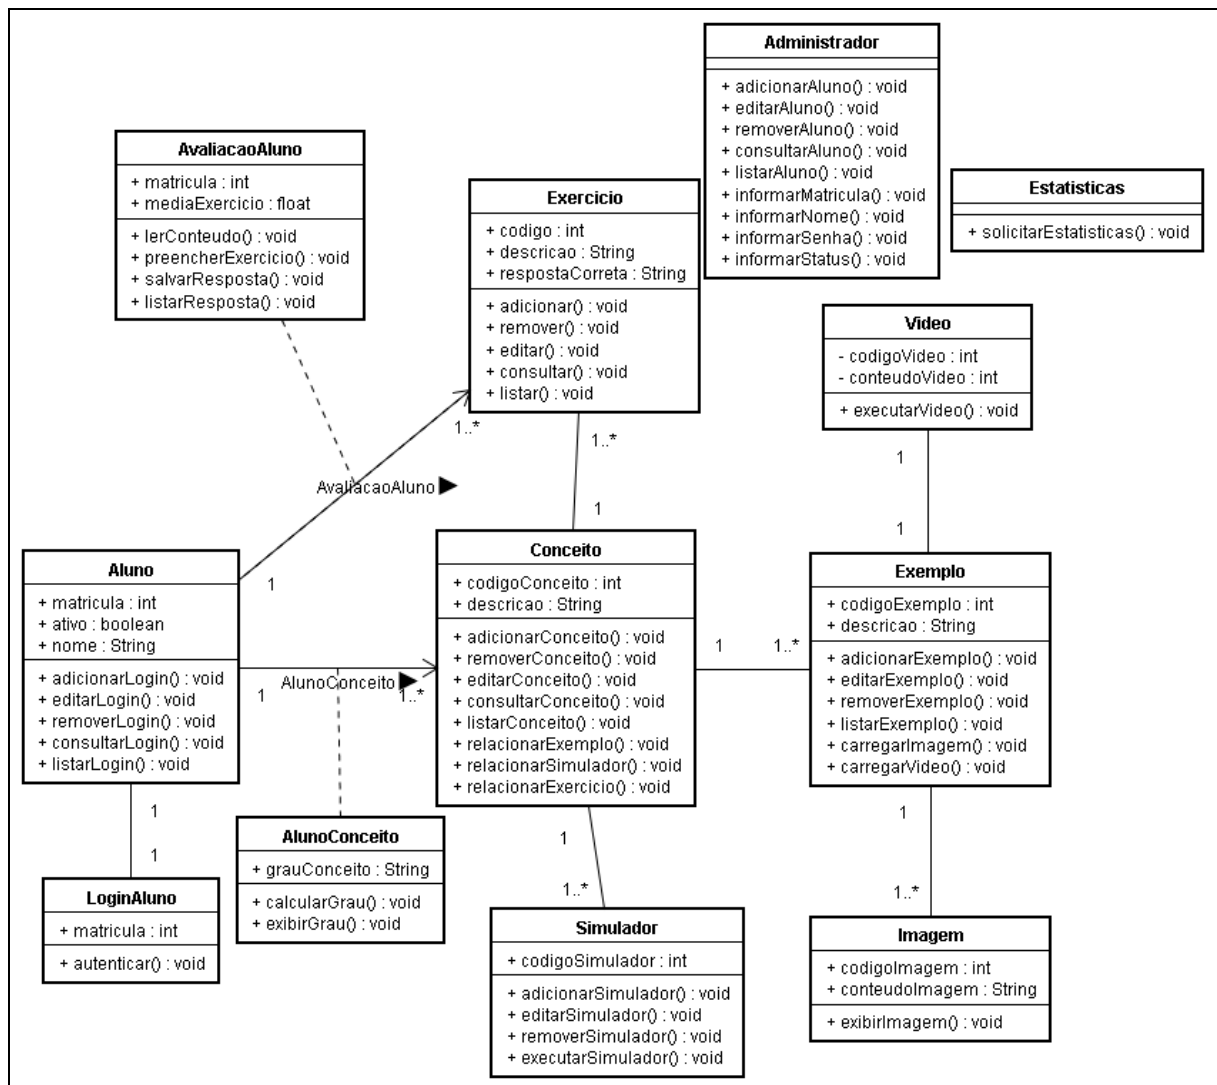 Administrador
+ adicionarAluno() : void
+ editarAluno() : void
+ removerAluno() : void
+ consultarAluno() : void
+ listarAluno() : void
+ informarMatricula() : void
+ informarNome() : void
+ informarSenha() : void
+ informarStatus() : void
AvaliacaoAluno
+ matricula : int
+ mediaExercicio : float
+ lerConteudo() : void
+ preencherExercicio() : void
+ salvarResposta() : void
+ listarResposta() : void
Exercicio
+ codigo : int
+ descricao : String
+ respostaCorreta : String
+ adicionar() : void
+ remover() : void
+ editar() : void
+ consultar() : void
+ listar() : void
Estatisticas
+ solicitarEstatisticas() : void
Video
- codigoVideo : int
- conteudoVideo : int
+ executarVideo() : void
1..*
1..*
1
AvaliacaoAluno
1
1
1
Aluno
+ matricula : int
+ ativo : boolean
+ nome : String
+ adicionarLogin() : void
+ editarLogin() : void
+ removerLogin() : void
+ consultarLogin() : void
+ listarLogin() : void
1
AlunoConceito
1..*
Conceito
+ codigoConceito : int
+ descricao : String
+ adicionarConceito() : void
+ removerConceito() : void
+ editarConceito() : void
+ consultarConceito() : void
+ listarConceito() : void
+ relacionarExemplo() : void
+ relacionarSimulador() : void
+ relacionarExercicio() : void
1
1..*
Exemplo
+ codigoExemplo : int
+ descricao : String
+ adicionarExemplo() : void
+ editarExemplo() : void
+ removerExemplo() : void
+ listarExemplo() : void
+ carregarImagem() : void
+ carregarVideo() : void
1
1
1
1
LoginAluno
+ matricula : int
+ autenticar() : void
AlunoConceito
+ grauConceito : String
+ calcularGrau() : void
+ exibirGrau() : void
1..*
1..*
Simulador
+ codigoSimulador : int
+ adicionarSimulador() : void
+ editarSimulador() : void
+ removerSimulador() : void
+ executarSimulador() : void
Imagem
+ codigoImagem : int
+ conteudoImagem : String
+ exibirImagem() : void